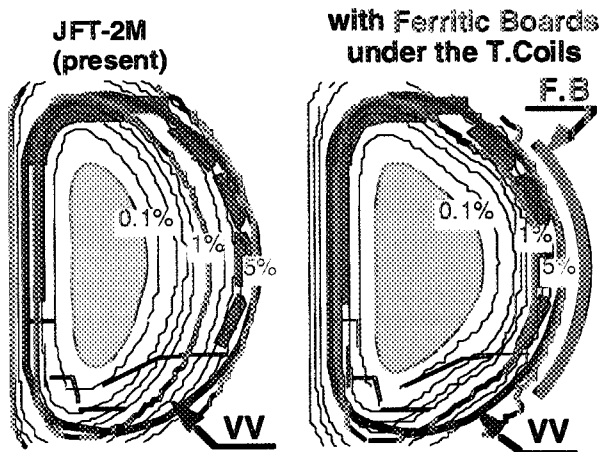 JFT-2M
(present)
0.1%
1%
5%
VV
with Ferritic Boards
under the T.Coils
F.B
0.1%
1%
5%
VV